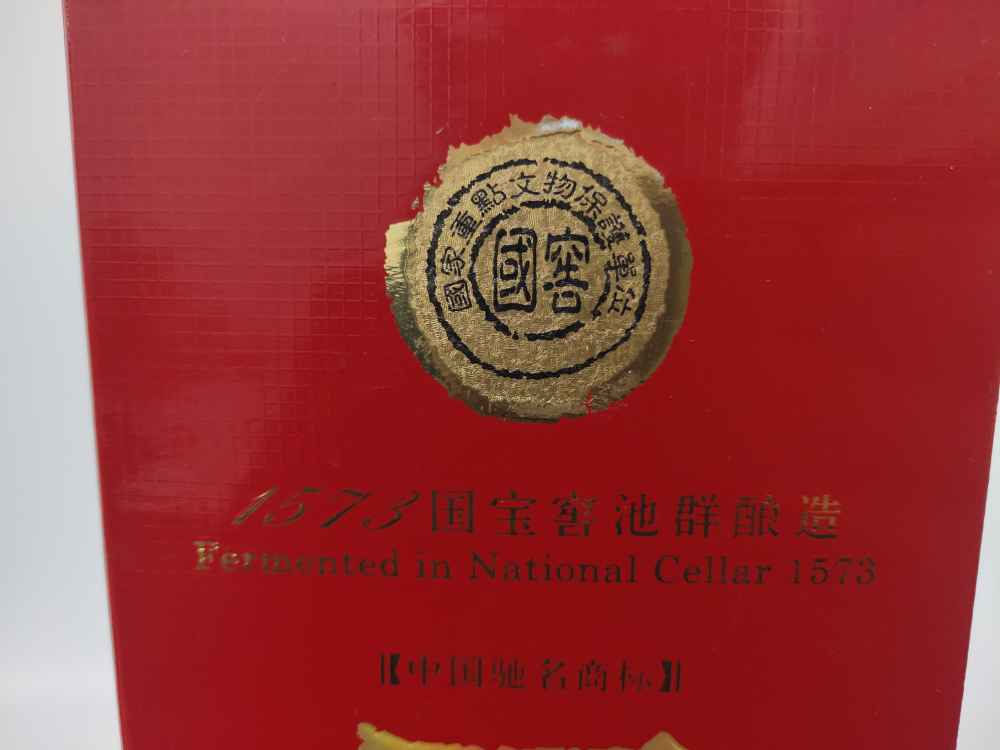 國家重點文物保護單位
國窖
1573国宝窖池群酿造
Fermented in National Cellar 1573
【中国驰名商标】